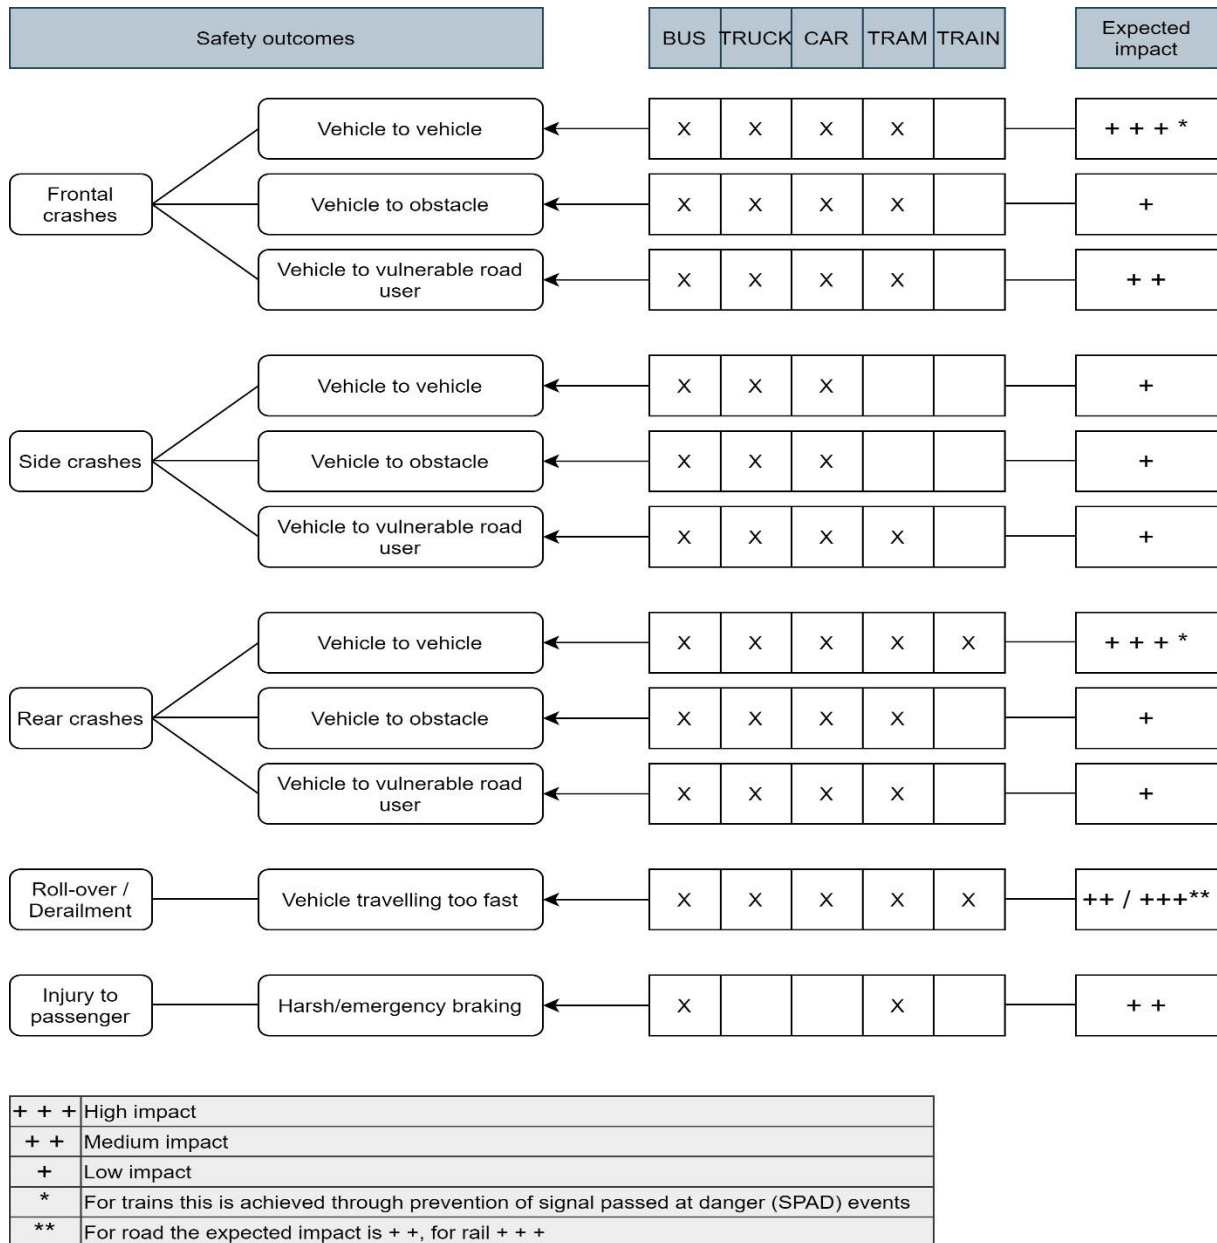 Safety outcomes
BUS TRUCK CAR TRAM TRAIN
Expected
impact
Frontal
crashes
Vehicle to vehicle
X X X X
+ + + *
Vehicle to obstacle
X X X X
+
Vehicle to vulnerable road
user
X X X X
+ +
Side crashes
Vehicle to vehicle
X X X
+
Vehicle to obstacle
X X X
+
Vehicle to vulnerable road
user
X X X X
+
Rear crashes
Vehicle to vehicle
X X X X X
+ + + *
Vehicle to obstacle
X X X X
+
Vehicle to vulnerable road
user
X X X X
+
Roll-over /
Derailment
Vehicle travelling too fast
X X X X X
++ / +++**
Injury to
passenger
Harsh/emergency braking
X X
+ +
+ + + High impact
+ + Medium impact
+ Low impact
* For trains this is achieved through prevention of signal passed at danger (SPAD) events
** For road the expected impact is + +, for rail + + +